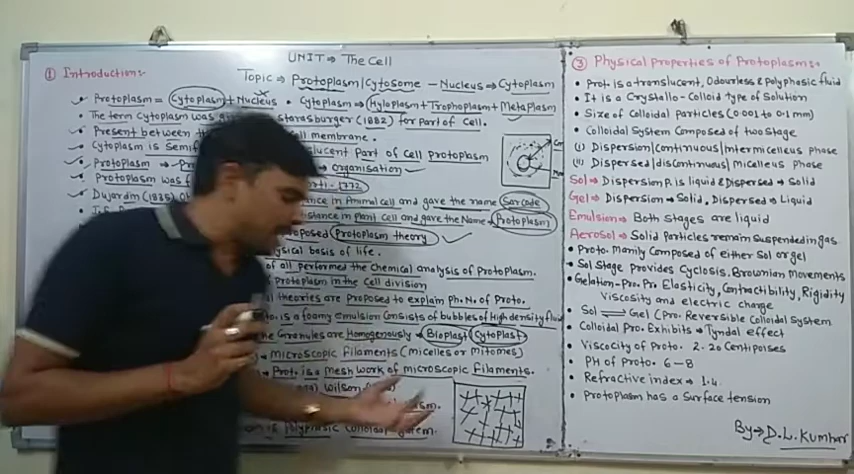 UNIT⇒ The Cell
① Introduction:-
Topic ⇒ Protoplasm/Cytosome – Nucleus → Cytoplasm
Protoplasm = Cytoplasm + Nucleus • Cytoplasm ⇒ Hyloplasm + Trophoplasm + Metaplasm
• The term Cytoplasm was Starasburger (1882) for Part of Cell.
Present between cell membrane.
Cytoplasm is Semif translucent Part of Cell Protoplasm
Protoplasm → organisation
Protoplasm was f 1772
Dujardin (1835) in Animal Cell and gave the name Sarcode
in Plant Cell and gave the Name → Protoplasm
Protoplasm theory
basis of life.
of all performed the Chemical analysis of Protoplasm.
Protoplasm in the Cell division
theories are proposed to explain Ph. N. of Proto.
is a foamy emulsion consists of bubbles of High density fluid
Granules are Homogenously → Bioplast (Cytoplast)
→ Microscopic Filaments (Micelles or Mitomes)
→ Prot. is a mesh work of microscopic Filaments.
Wilson
is Polyphasic Colloidal System.
③ Physical Properties of Protoplasm:-
• Prot. is a translucent, Odourless & Polyphasic fluid
• It is a Crystallo-Colloid type of Solution
• Size of Colloidal Particles (0.001 to 0.1 mm)
• Colloidal System Composed of two Stage
(i) Dispersion/Continuous/Intermicelleus phase
(ii) Dispersed/discontinual/Micelleus Phase
Sol → Dispersion P. is liquid & Dispersed → Solid
Gel → Dispersion → Solid, Dispersed → Liquid
Emulsion → Both Stages are liquid
Aerosol → Solid Particles remain Suspended in gas
• Proto. Mainly Composed of either Sol or gel
• Sol Stage Provides Cyclosis, Brownian Movements
• Gelation → Pro. Pr. Elasticity, Contractibility, Rigidity
Viscosity and electric charge
• Sol ⇌ Gel (Pro. Reversible Colloidal System
• Colloidal Pro. Exhibits → Tyndal effect
• Viscosity of Proto. 2-20 Centipoises
• PH of Proto. 6-8
• Refractive index → 1.4
• Protoplasm has a Surface tension
By → D.L. Kumhar